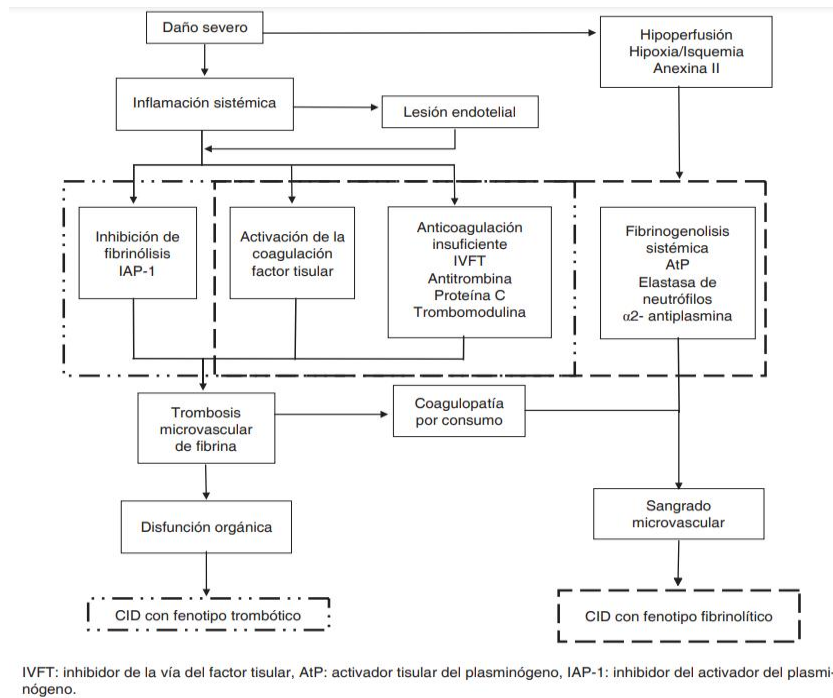 Daño severo
Hipoperfusión
Hipoxia/Isquemia
Anexina II
Inflamación sistémica
Lesión endotelial
Inhibición de
fibrinólisis
IAP-1
Activación de la
coagulación
factor tisular
Anticoagulación
insuficiente
IVFT
Antitrombina
Proteína C
Trombomodulina
Fibrinogenolisis
sistémica
AtP
Elastasa de
neutrófilos
α2- antiplasmina
Trombosis
microvascular
de fibrina
Coagulopatía
por consumo
Disfunción orgánica
Sangrado
microvascular
CID con fenotipo trombótico
CID con fenotipo fibrinolítico
IVFT: inhibidor de la vía del factor tisular, AtP: activador tisular del plasminógeno, IAP-1: inhibidor del activador del plasmi-
nógeno.